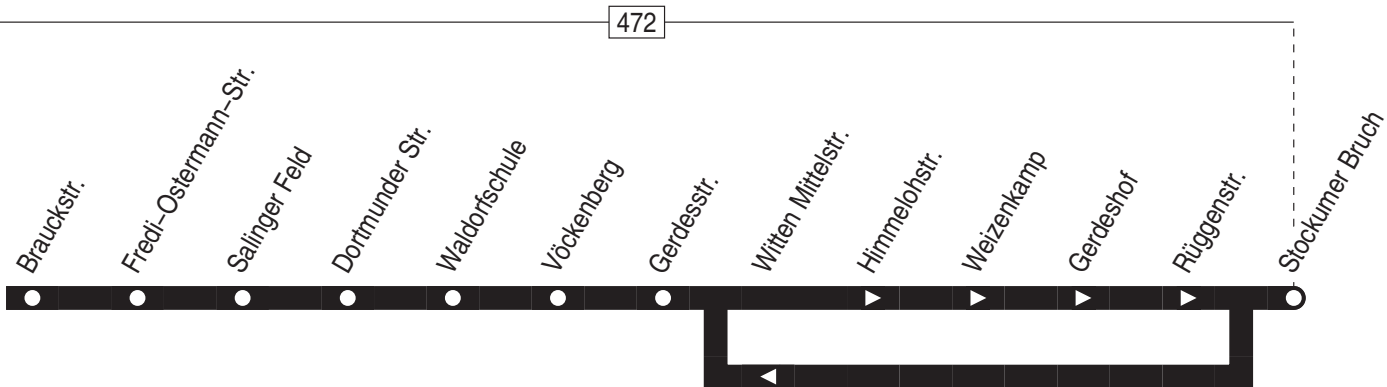 472
Brauckstr.
Fredi–Ostermann–Str.
Salinger Feld
Dortmunder Str.
Waldorfschule
Vöckenberg
Gerdesstr.
Witten Mittelstr.
Himmelohstr.
Weizenkamp
Gerdeshof
Rüggenstr.
Stockumer Bruch